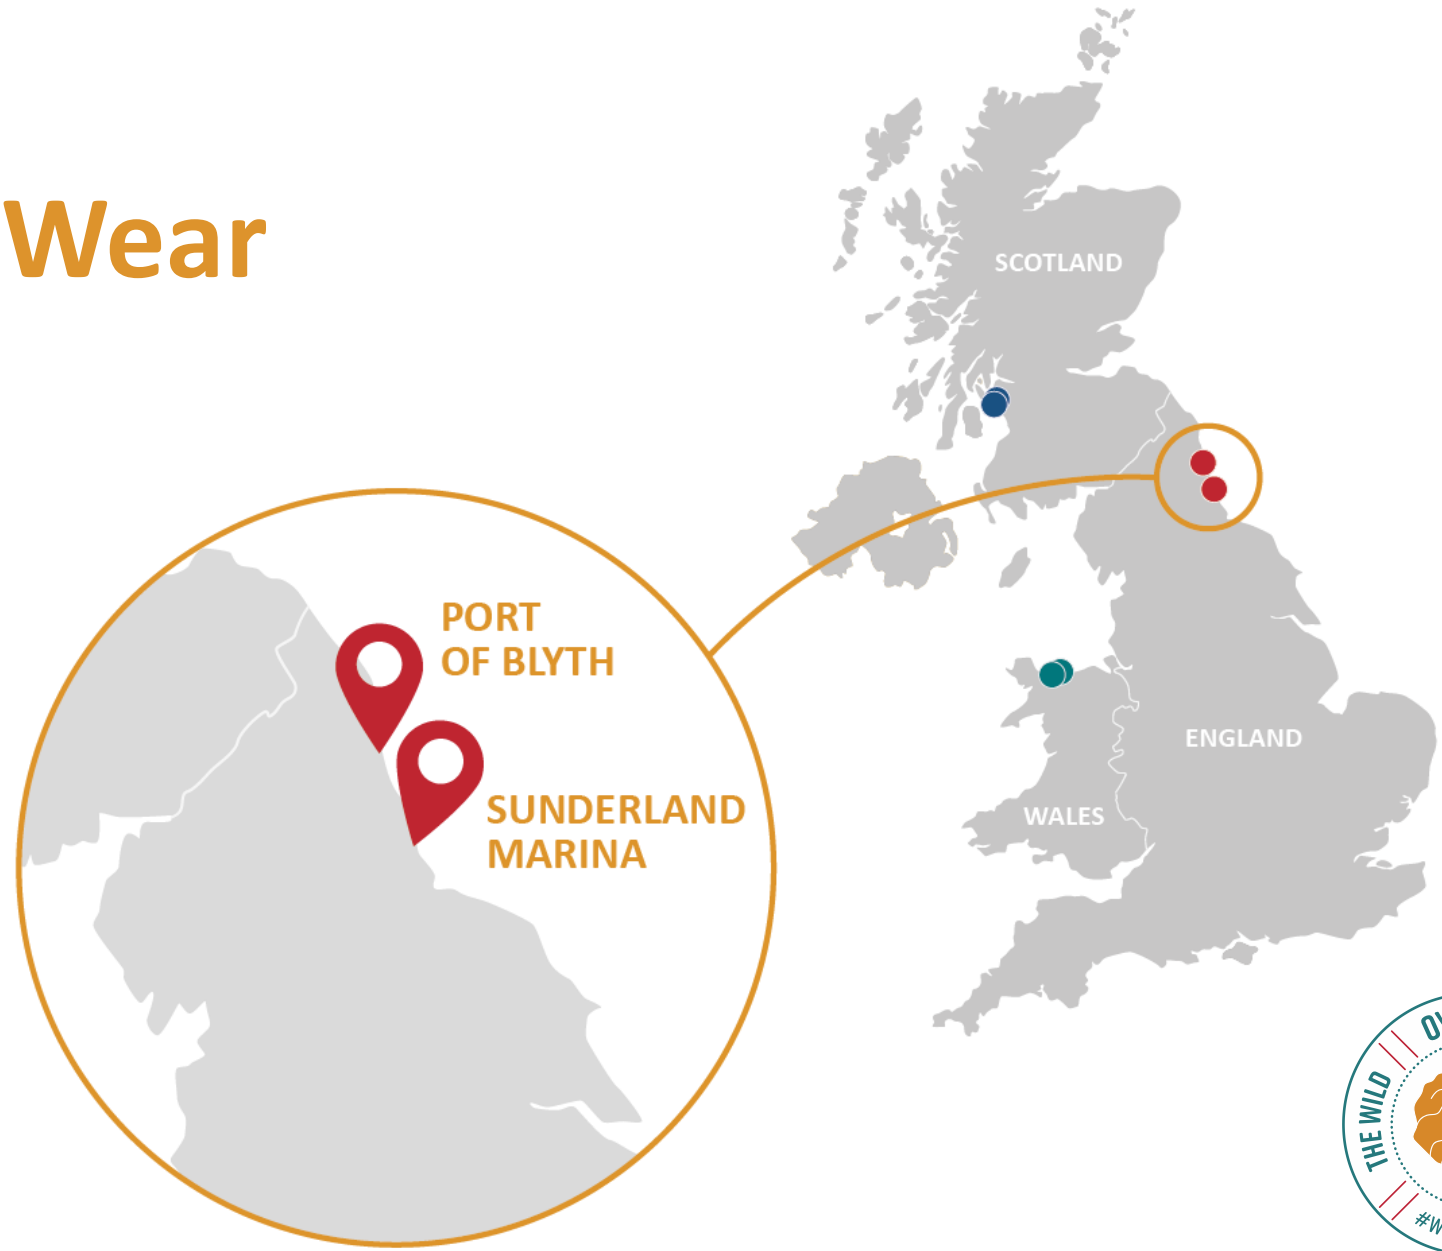 Wear
SCOTLAND
PORT
OF BLYTH
SUNDERLAND
MARINA
ENGLAND
WALES
THE WILD